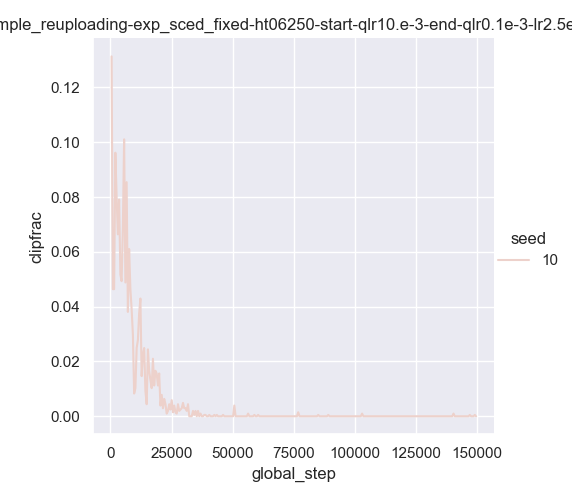 mple_reuploading-exp_sced_fixed-ht06250-start-qlr10.e-3-end-qlr0.1e-3-lr2.5e
0.12
0.10
0.08
0.06
0.04
0.02
0.00
clipfrac
0 25000 50000 75000 100000 125000 150000
global_step
seed
10